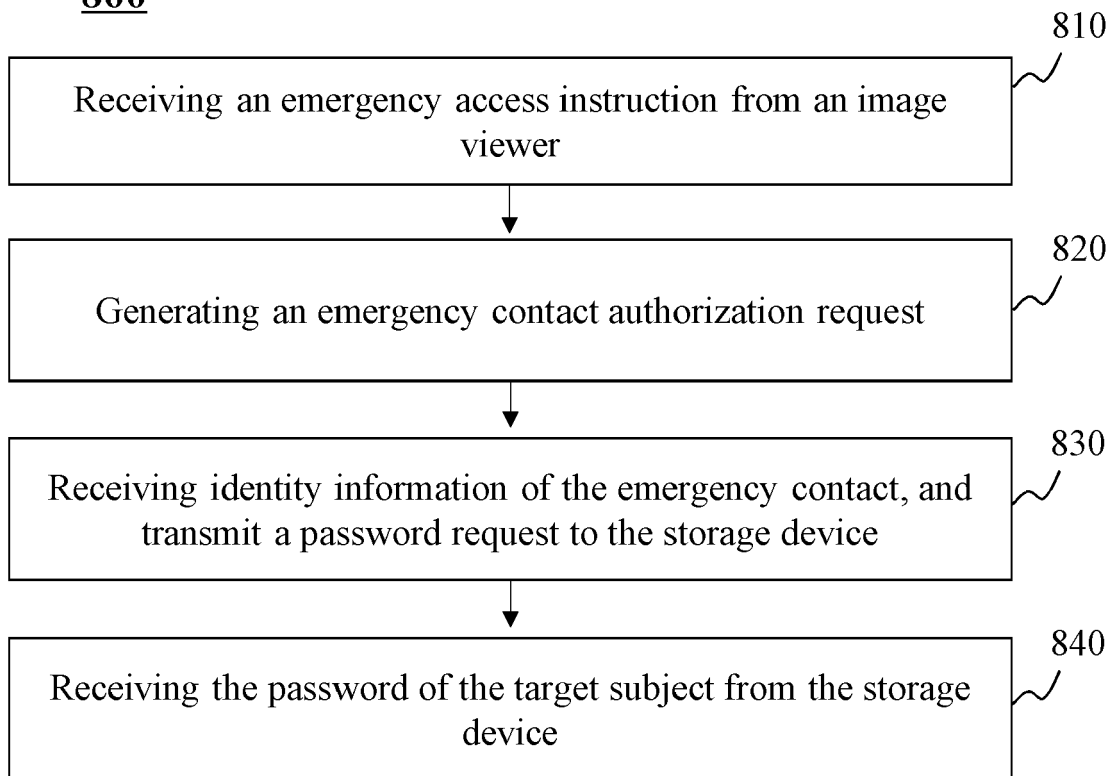 810
Receiving an emergency access instruction from an image
viewer
820
Generating an emergency contact authorization request
830
Receiving identity information of the emergency contact, and
transmit a password request to the storage device
840
Receiving the password of the target subject from the storage
device